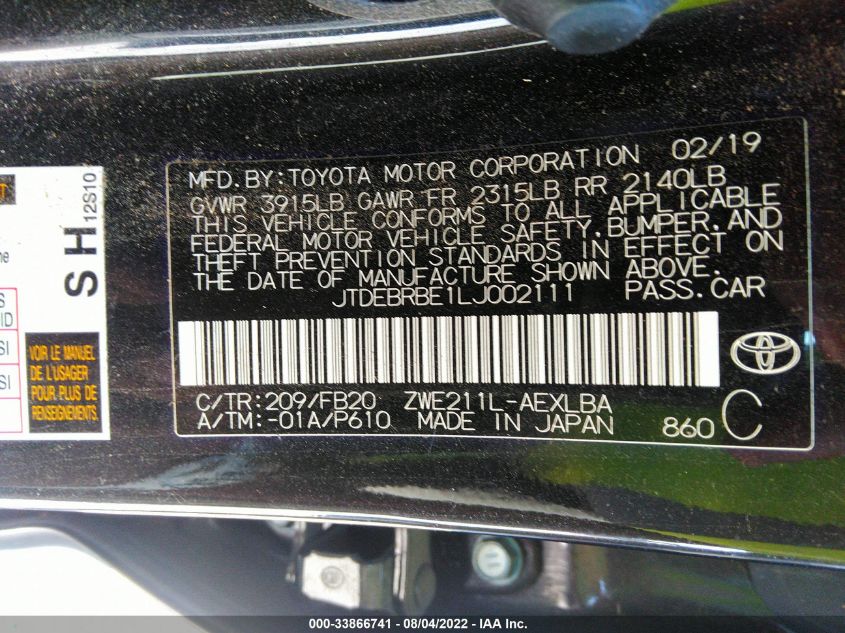 MFD.BY:TOYOTA MOTOR CORPORATION 02/19
GVWR 3915LB GAWR FR 2315LB RR 2140LB
THIS VEHICLE CONFORMS TO ALL APPLICABLE
FEDERAL MOTOR VEHICLE SAFETY,BUMPER,AND
THEFT PREVENTION STANDARDS IN EFFECT ON
THE DATE OF MANUFACTURE SHOWN ABOVE.
JTDEBRBE1LJ002111 PASS.CAR
C/TR:209/FB20 ZWE211L-AEXLBA
A/TM:-01A/P610 MADE IN JAPAN 860 C
SH
12S10
VOIR LE MANUEL
DE L'USAGER
POUR PLUS DE
RENSEIGNEMENTS
000-33866741 - 08/04/2022 - IAA Inc.